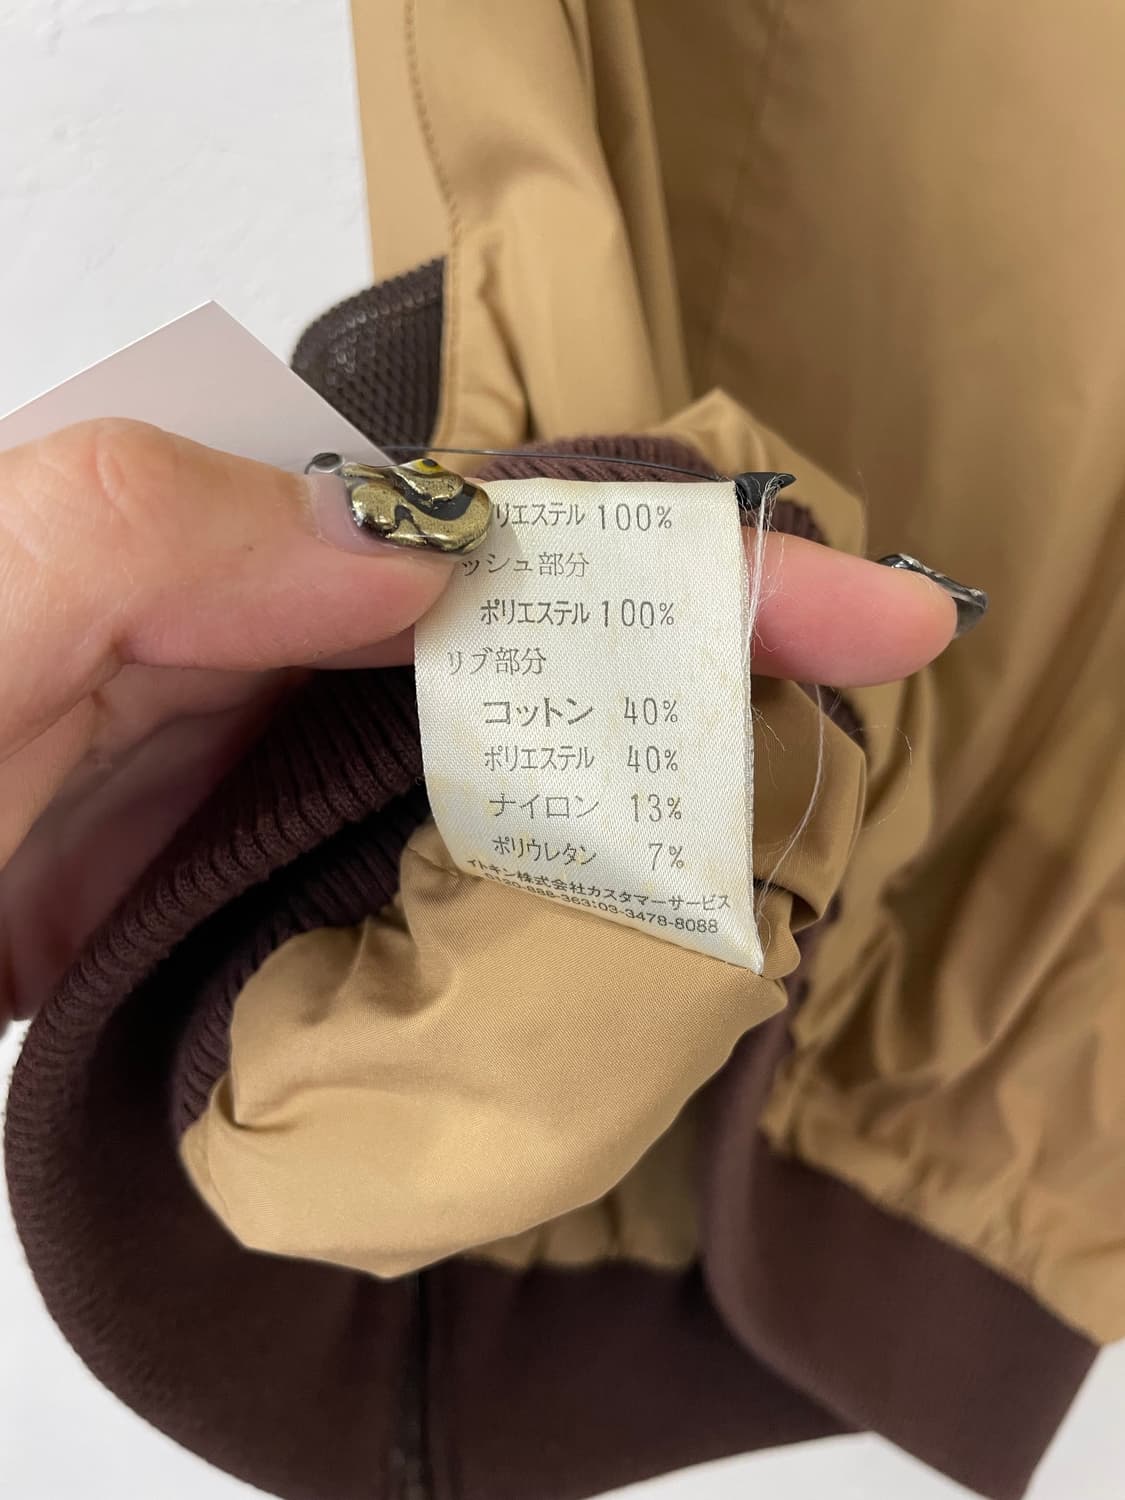 リエステル 100%
ッシュ部分
ポリエステル 100%
リブ部分
コットン 40%
ポリエステル 40%
ナイロン 13%
ポリウレタン 7%
イトキン株式会社カスタマーサービス
0120-888-363:03-3478-8088